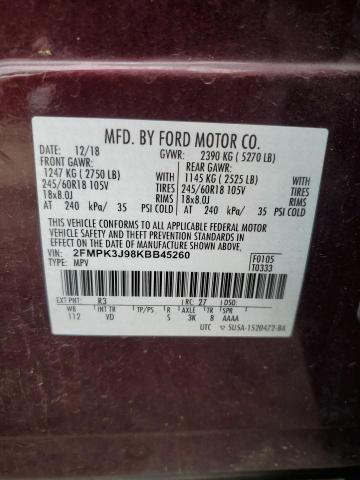 MFD. BY FORD MOTOR CO.
12/18 GVWR: 2390 KG ( 5270 LB)
FRONT GAWR: REAR GAWR:
1247 KG ( 2750 LB) WITH 1145 KG ( 2525 LB) WITH
245/60R18 105V TIRES 245/60R18 105V TIRES
18x8.0J RIMS 18x8.0J RIMS
AT 240 kPa/ 35 PSI COLD AT 240 kPa/ 35 PSI COLD
THIS VEHICLE CONFORMS TO ALL APPLICABLE FEDERAL MOTOR
VEHICLE SAFETY AND THEFT PREVENTION STANDARDS IN EFFECT
ON THE DATE OF MANUFACTURE SHOWN ABOVE.
VIN: 2FMPK3J98KBB45260 F0105
TYPE: MPV T0333
EXT PNT: R3 RC: 27 DSO:
WB INT TR TP/PS R AXLE TR SPR
112 VD S 3K 8 AAAA
UTC 5U5A-1520472-BA